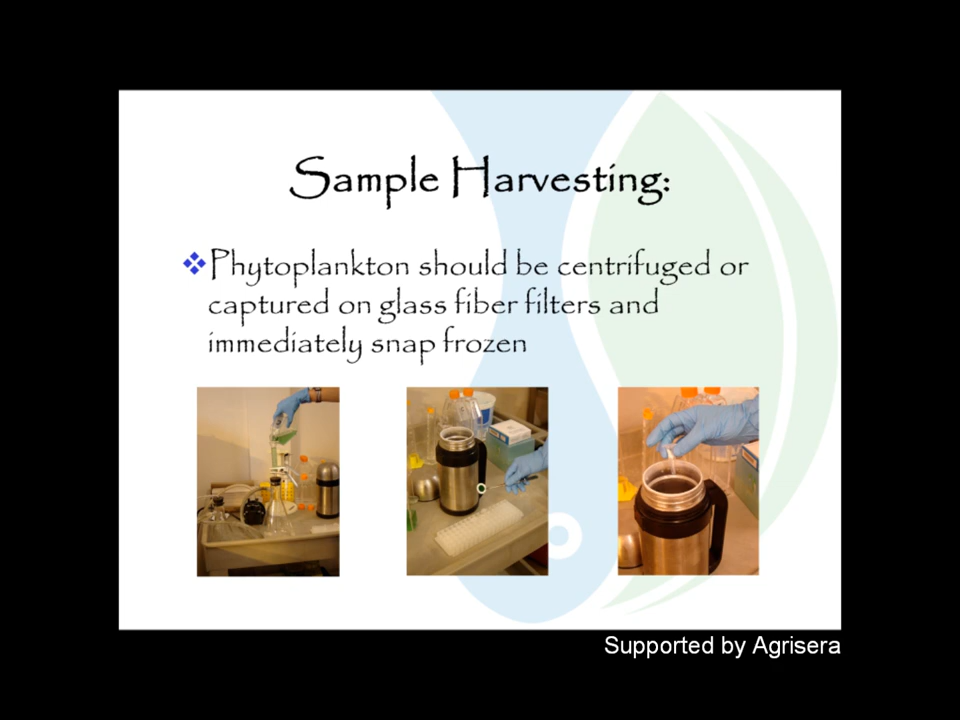 Sample Harvesting:
Phytoplankton should be centrifuged or
captured on glass fiber filters and
immediately snap frozen
Supported by Agrisera